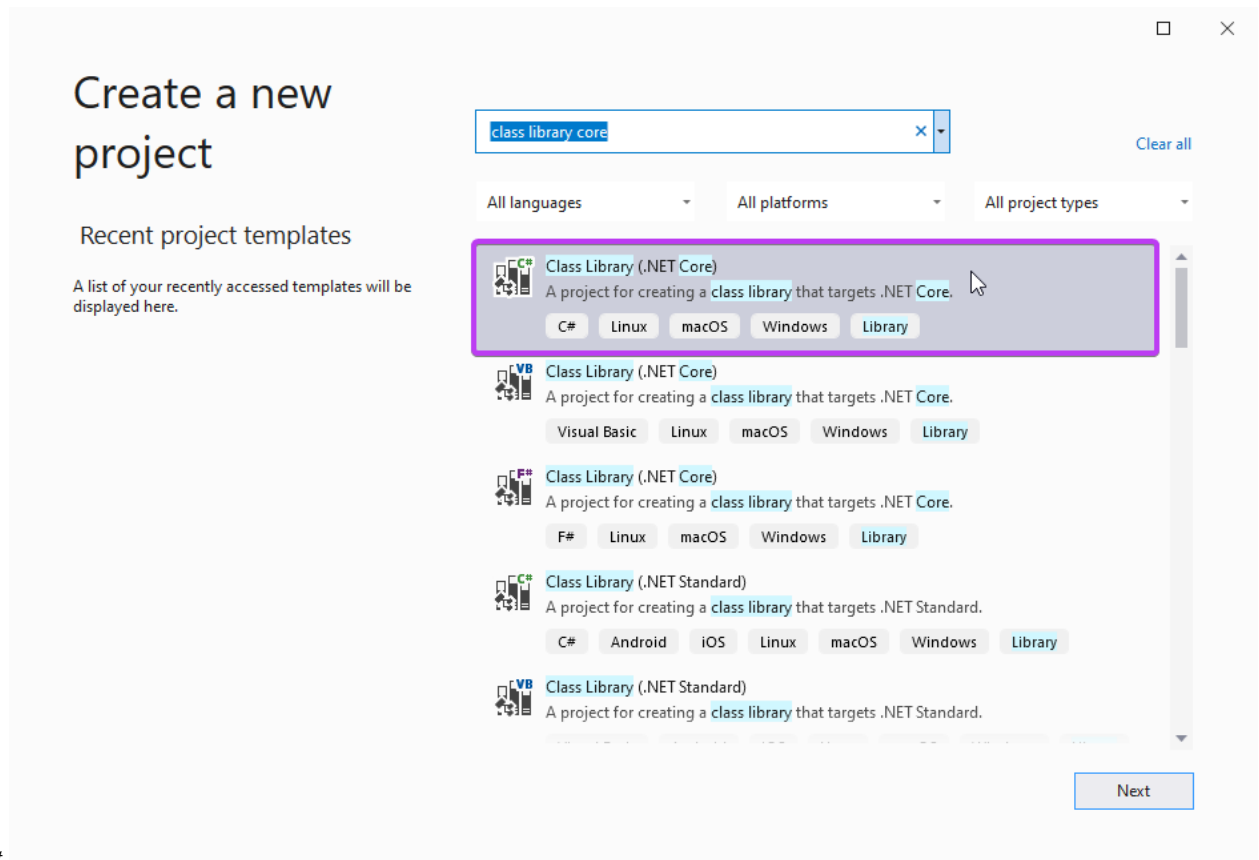 Create a new
project
class library core
Clear all
All languages
All platforms
All project types
Recent project templates
A list of your recently accessed templates will be
displayed here.
C#
Class Library (.NET Core)
A project for creating a class library that targets .NET Core.
C# Linux macOS Windows Library
VB
Class Library (.NET Core)
A project for creating a class library that targets .NET Core.
Visual Basic Linux macOS Windows Library
F#
Class Library (.NET Core)
A project for creating a class library that targets .NET Core.
F# Linux macOS Windows Library
C#
Class Library (.NET Standard)
A project for creating a class library that targets .NET Standard.
C# Android iOS Linux macOS Windows Library
VB
Class Library (.NET Standard)
A project for creating a class library that targets .NET Standard.
Next